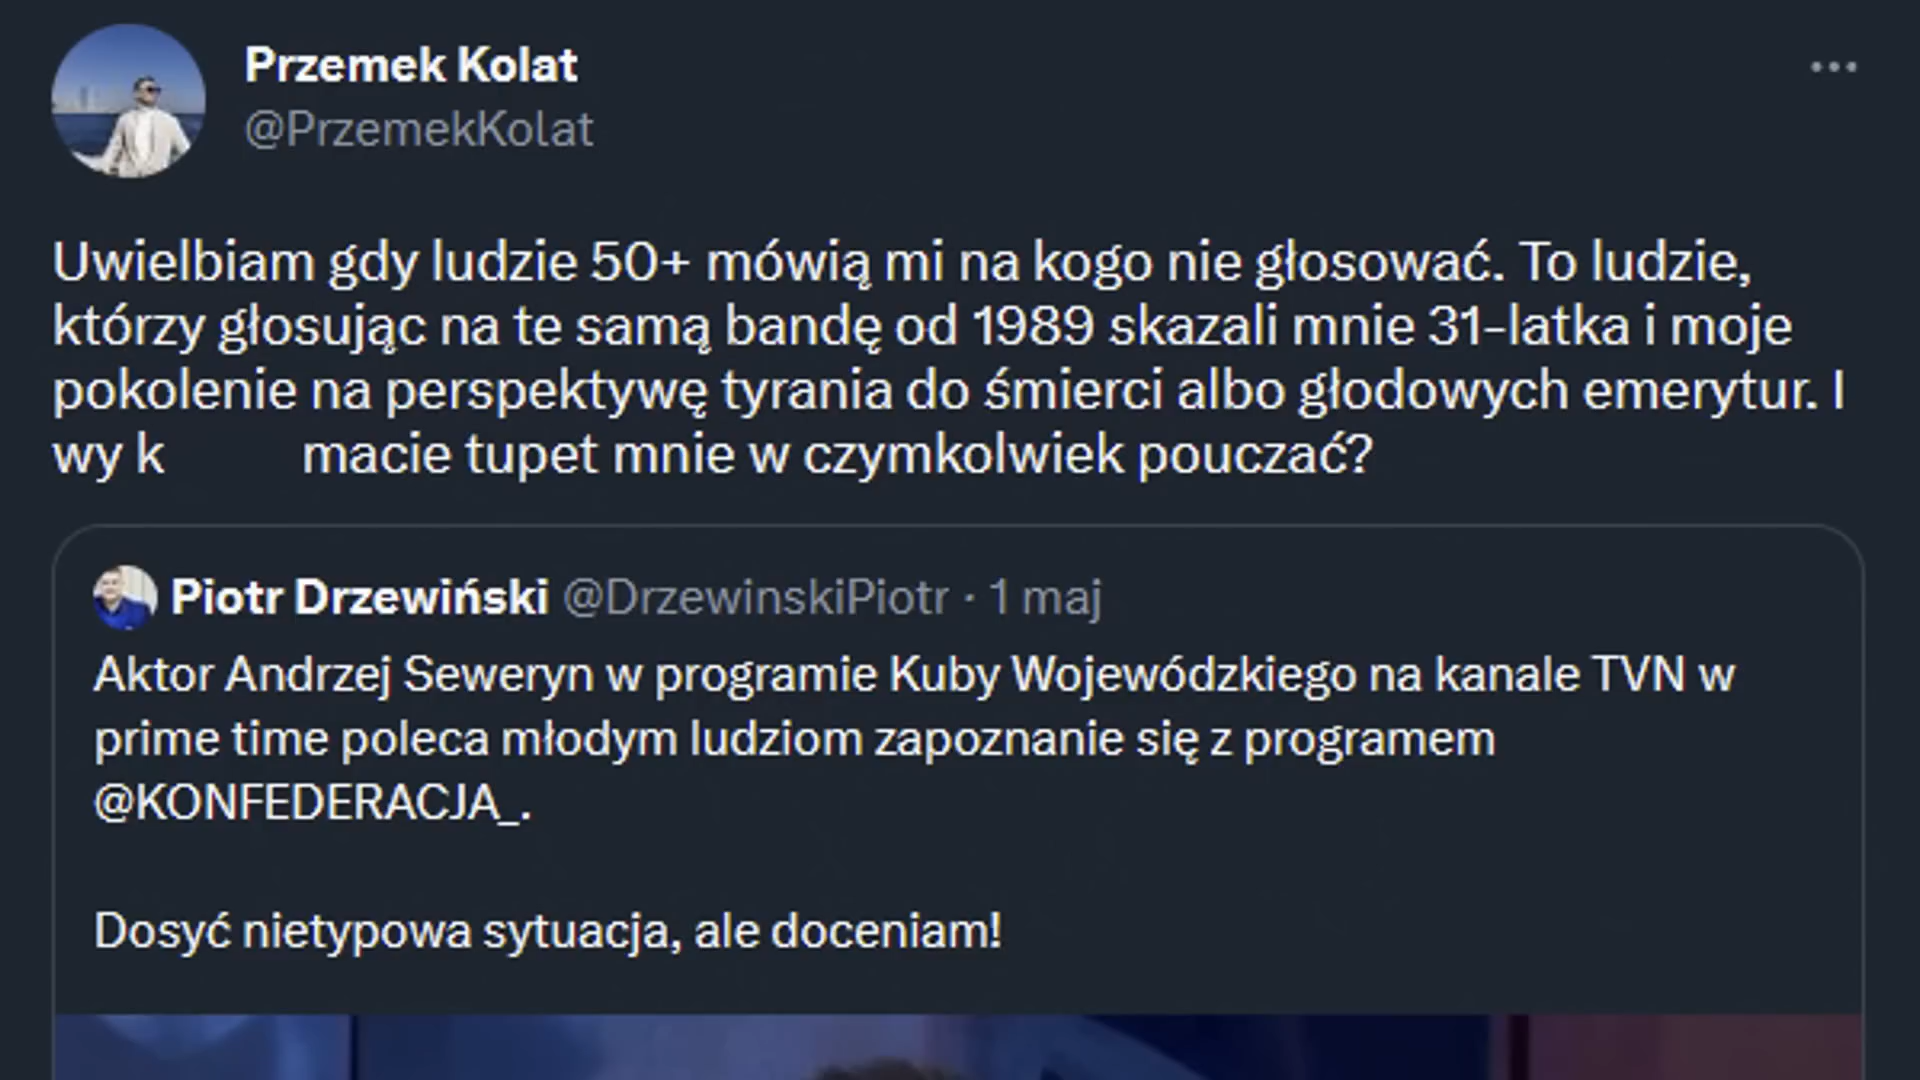 Przemek Kolat
@PrzemekKolat
Uwielbiam gdy ludzie 50+ mówią mi na kogo nie głosować. To ludzie,
którzy głosując na te samą bandę od 1989 skazali mnie 31-latka i moje
pokolenie na perspektywę tyrania do śmierci albo głodowych emerytur. I
wy k macie tupet mnie w czymkolwiek pouczać?
Piotr Drzewiński @DrzewinskiPiotr · 1 maj
Aktor Andrzej Seweryn w programie Kuby Wojewódzkiego na kanale TVN w
prime time poleca młodym ludziom zapoznanie się z programem
@KONFEDERACJA_.
Dosyć nietypowa sytuacja, ale doceniam!